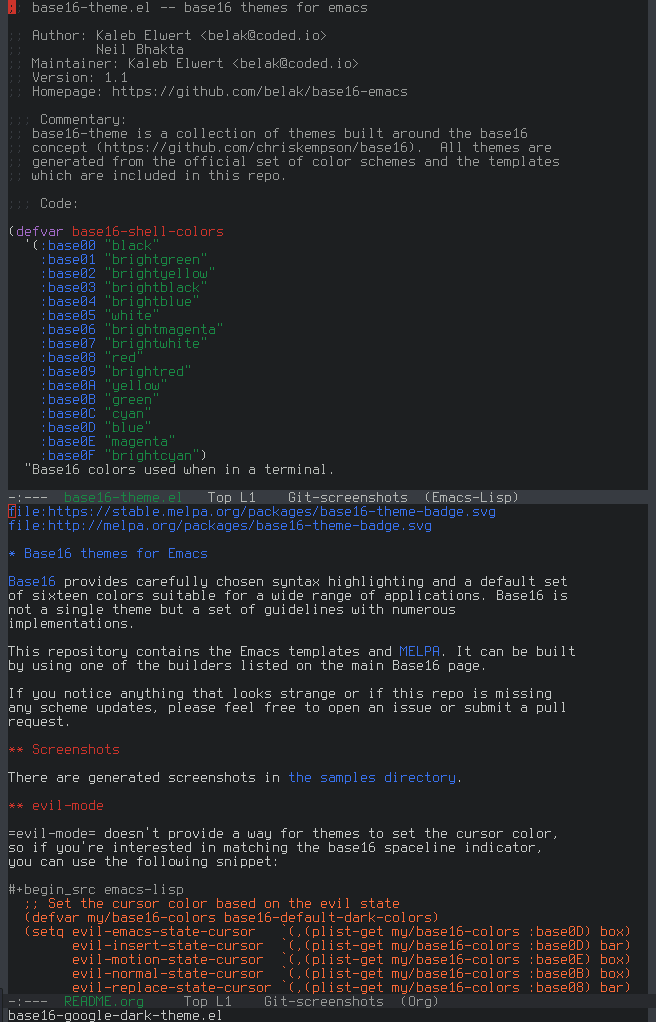 ;; base16-theme.el -- base16 themes for emacs
;; Author: Kaleb Elwert <belak@coded.io>
;;         Neil Bhakta
;; Maintainer: Kaleb Elwert <belak@coded.io>
;; Version: 1.1
;; Homepage: https://github.com/belak/base16-emacs
;;; Commentary:
;; base16-theme is a collection of themes built around the base16
;; concept (https://github.com/chriskempson/base16).  All themes are
;; generated from the official set of color schemes and the templates
;; which are included in this repo.
;;; Code:
(defvar base16-shell-colors
  '(:base00 "black"
    :base01 "brightgreen"
    :base02 "brightyellow"
    :base03 "brightblack"
    :base04 "brightblue"
    :base05 "white"
    :base06 "brightmagenta"
    :base07 "brightwhite"
    :base08 "red"
    :base09 "brightred"
    :base0A "yellow"
    :base0B "green"
    :base0C "cyan"
    :base0D "blue"
    :base0E "magenta"
    :base0F "brightcyan")
  "Base16 colors used when in a terminal.
-:---  base16-theme.el   Top L1    Git-screenshots  (Emacs-Lisp)
file:https://stable.melpa.org/packages/base16-theme-badge.svg
file:http://melpa.org/packages/base16-theme-badge.svg
* Base16 themes for Emacs
Base16 provides carefully chosen syntax highlighting and a default set
of sixteen colors suitable for a wide range of applications. Base16 is
not a single theme but a set of guidelines with numerous
implementations.
This repository contains the Emacs templates and MELPA. It can be built
by using one of the builders listed on the main Base16 page.
If you notice anything that looks strange or if this repo is missing
any scheme updates, please feel free to open an issue or submit a pull
request.
** Screenshots
There are generated screenshots in the samples directory.
** evil-mode
=evil-mode= doesn't provide a way for themes to set the cursor color,
so if you're interested in matching the base16 spaceline indicator,
you can use the following snippet:
#+begin_src emacs-lisp
  ;; Set the cursor color based on the evil state
  (defvar my/base16-colors base16-default-dark-colors)
  (setq evil-emacs-state-cursor   `(,(plist-get my/base16-colors :base0D) box)
        evil-insert-state-cursor  `(,(plist-get my/base16-colors :base0D) bar)
        evil-motion-state-cursor  `(,(plist-get my/base16-colors :base0E) box)
        evil-normal-state-cursor  `(,(plist-get my/base16-colors :base0B) box)
        evil-replace-state-cursor `(,(plist-get my/base16-colors :base08) bar)
-:---  README.org     Top L1    Git-screenshots  (Org)
base16-google-dark-theme.el